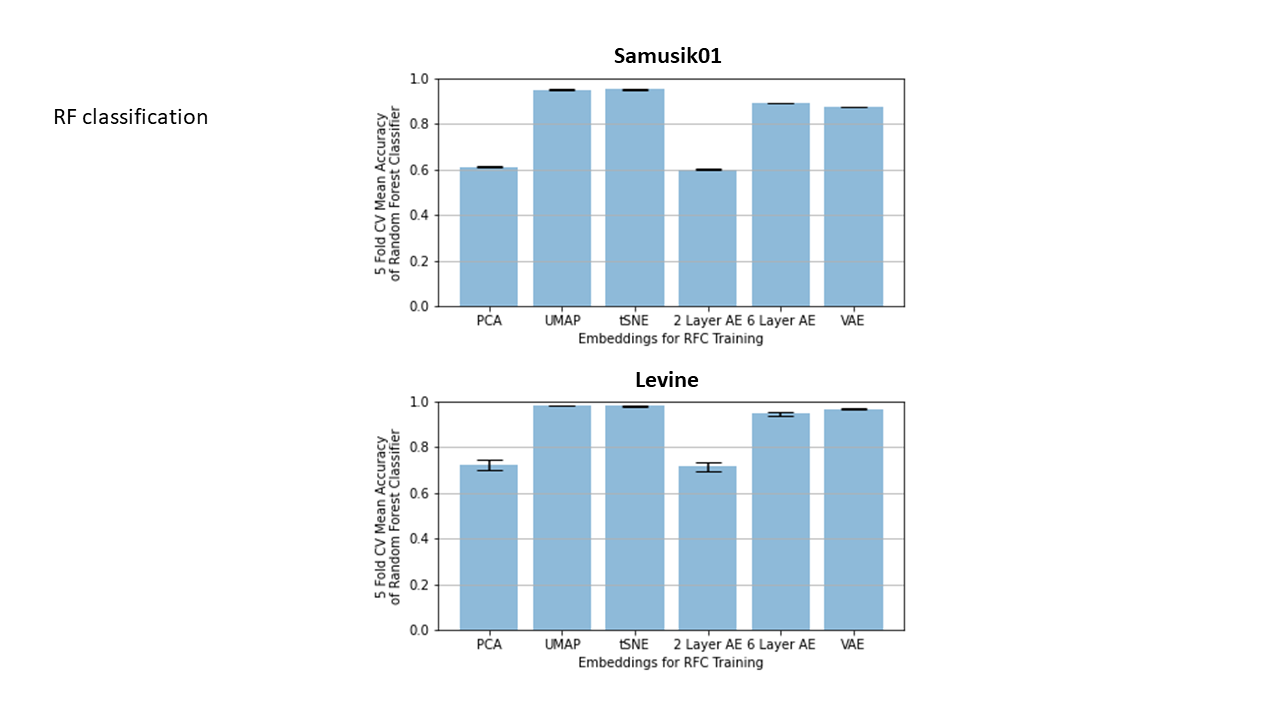 RF classification
Samusik01
5 Fold CV Mean Accuracy
of Random Forest Classifier
1.0
0.8
0.6
0.4
0.2
0.0
PCA UMAP tSNE 2 Layer AE 6 Layer AE VAE
Embeddings for RFC Training
Levine
5 Fold CV Mean Accuracy
of Random Forest Classifier
1.0
0.8
0.6
0.4
0.2
0.0
PCA UMAP tSNE 2 Layer AE 6 Layer AE VAE
Embeddings for RFC Training